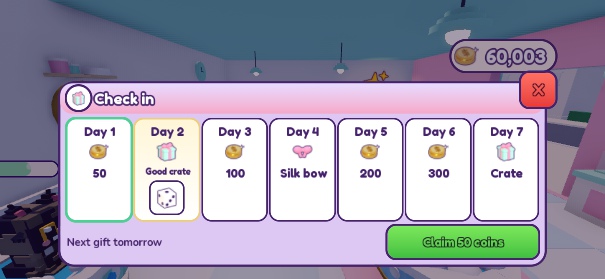 60,003
Check in
Day 1
50
Day 2
Good crate
Day 3
100
Day 4
Silk bow
Day 5
200
Day 6
300
Day 7
Crate
Next gift tomorrow
Claim 50 coins